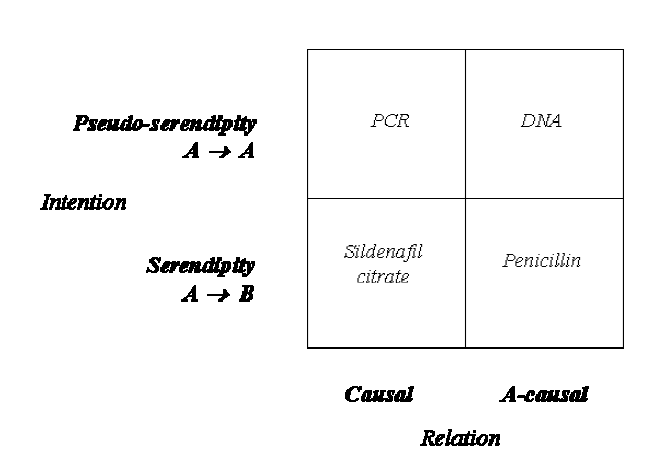 Pseudo-serendipity
A → A
PCR
DNA
Intention
Serendipity
A → B
Sildenafil
citrate
Penicillin
Causal
A-causal
Relation